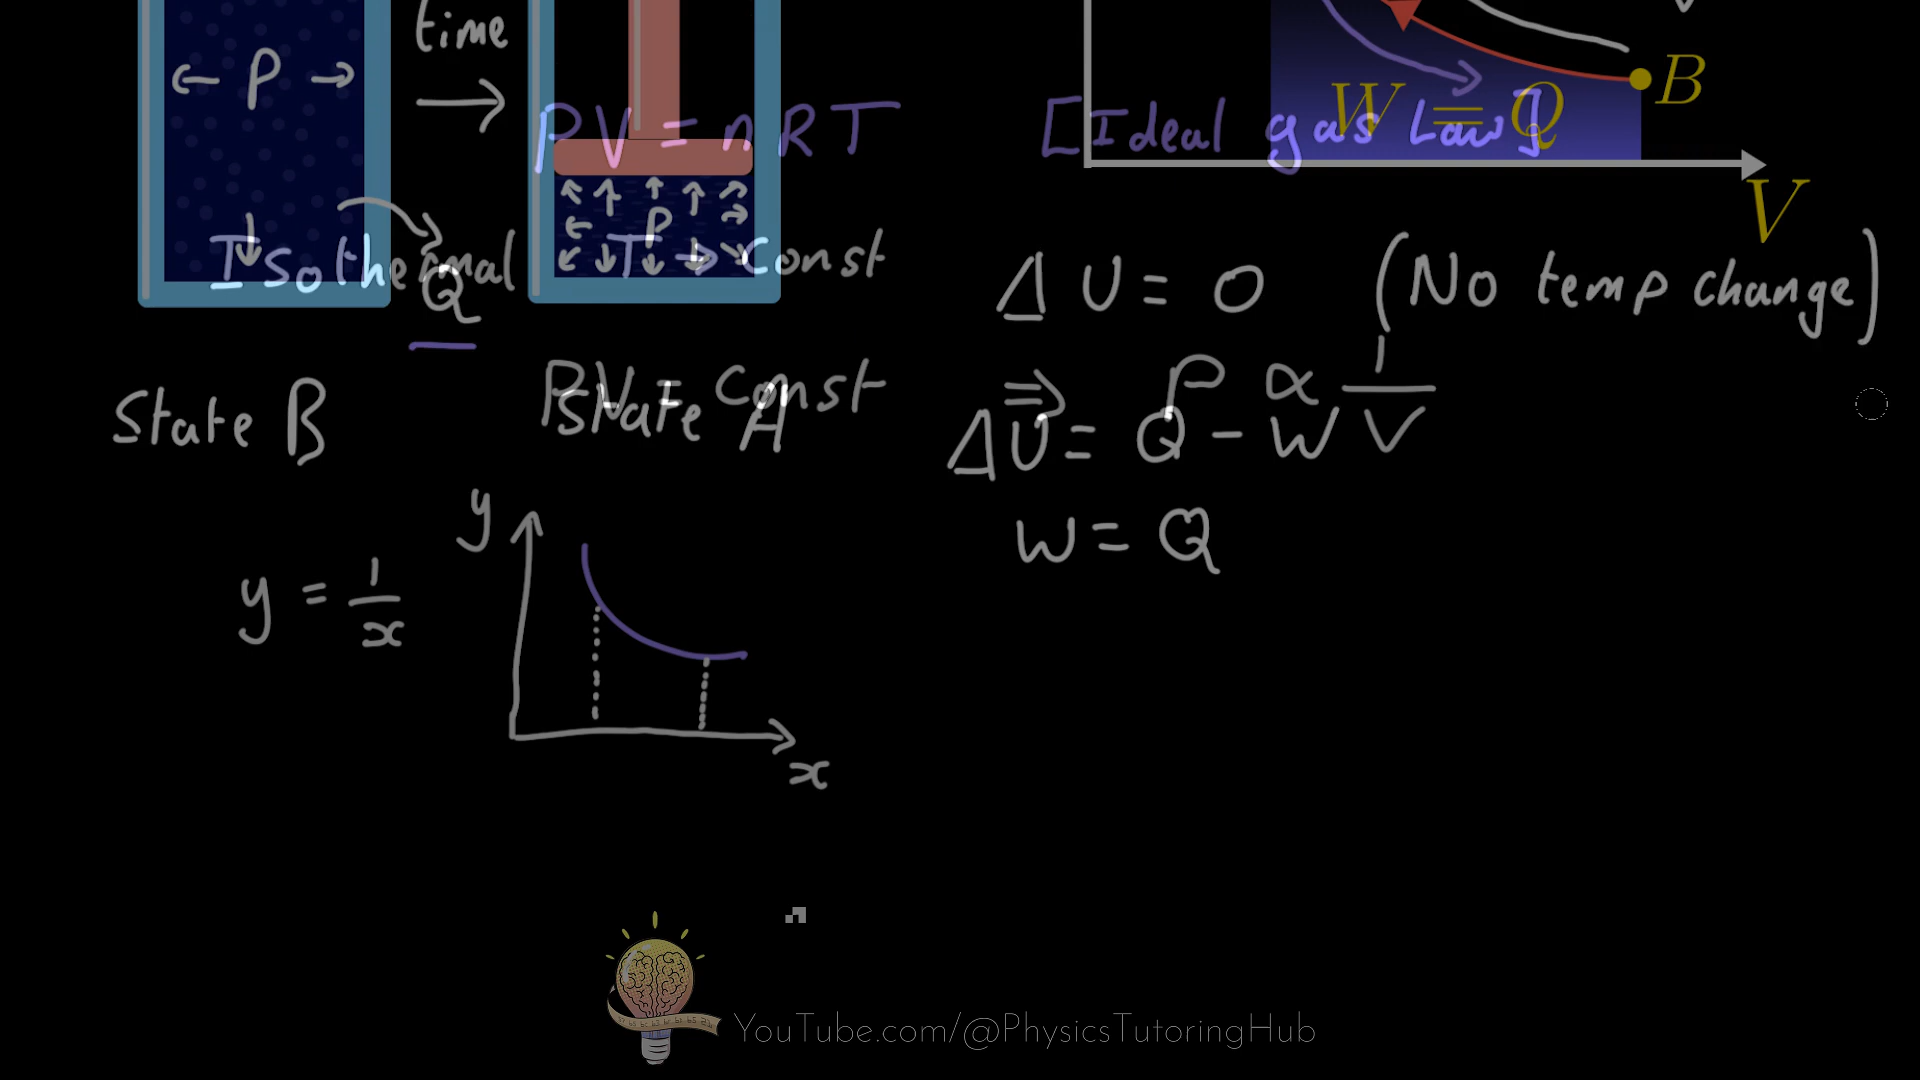 time
← P →
PV = nRT [Ideal gas Law]
W = Q
B
V
P
Isothermal T → Const
Q
ΔU = 0 (No temp change)
PV = Const ⇒ P ∝ 1/V
State B State A
ΔU = Q - W
W = Q
y = 1/x
y
x
YouTube.com/@PhysicsTutoringHub